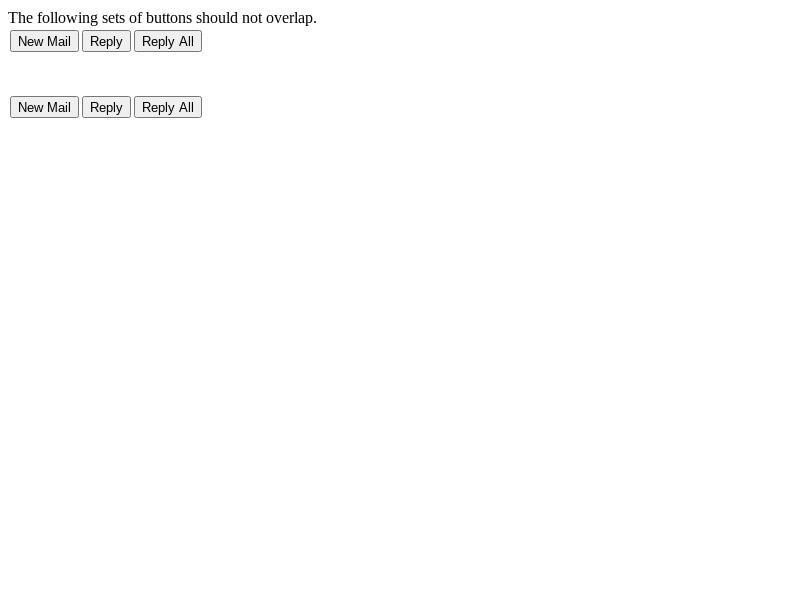 The following sets of buttons should not overlap.
New Mail Reply Reply All
New Mail Reply Reply All